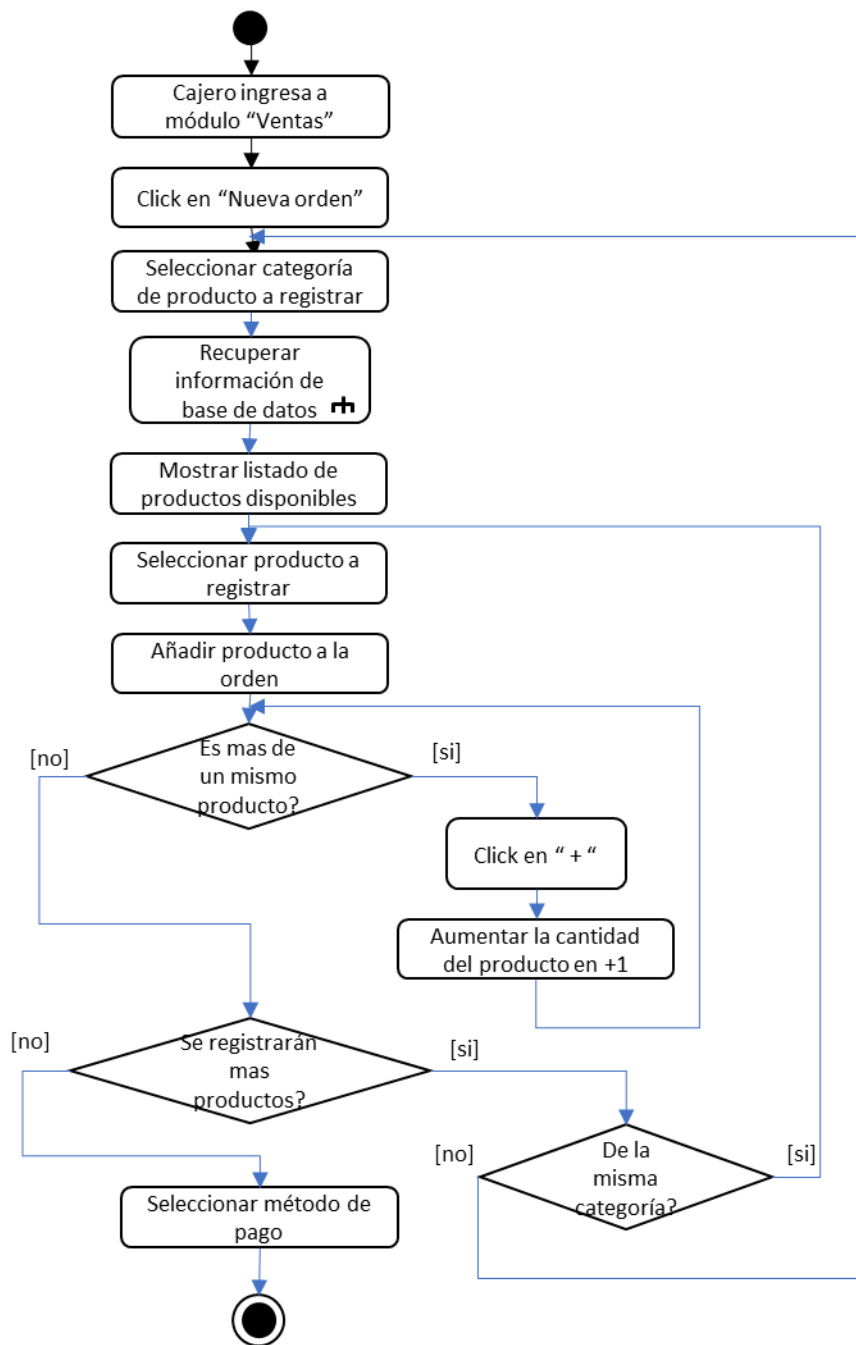 Cajero ingresa a
módulo “Ventas”
Click en “Nueva orden”
Seleccionar categoría
de producto a registrar
Recuperar
información de
base de datos
Mostrar listado de
productos disponibles
Seleccionar producto a
registrar
Añadir producto a la
orden
[no]
Es mas de
un mismo
producto?
[si]
Click en “ + “
Aumentar la cantidad
del producto en +1
[no]
Se registrarán
mas
productos?
[si]
[no]
De la
misma
categoría?
[si]
Seleccionar método de
pago